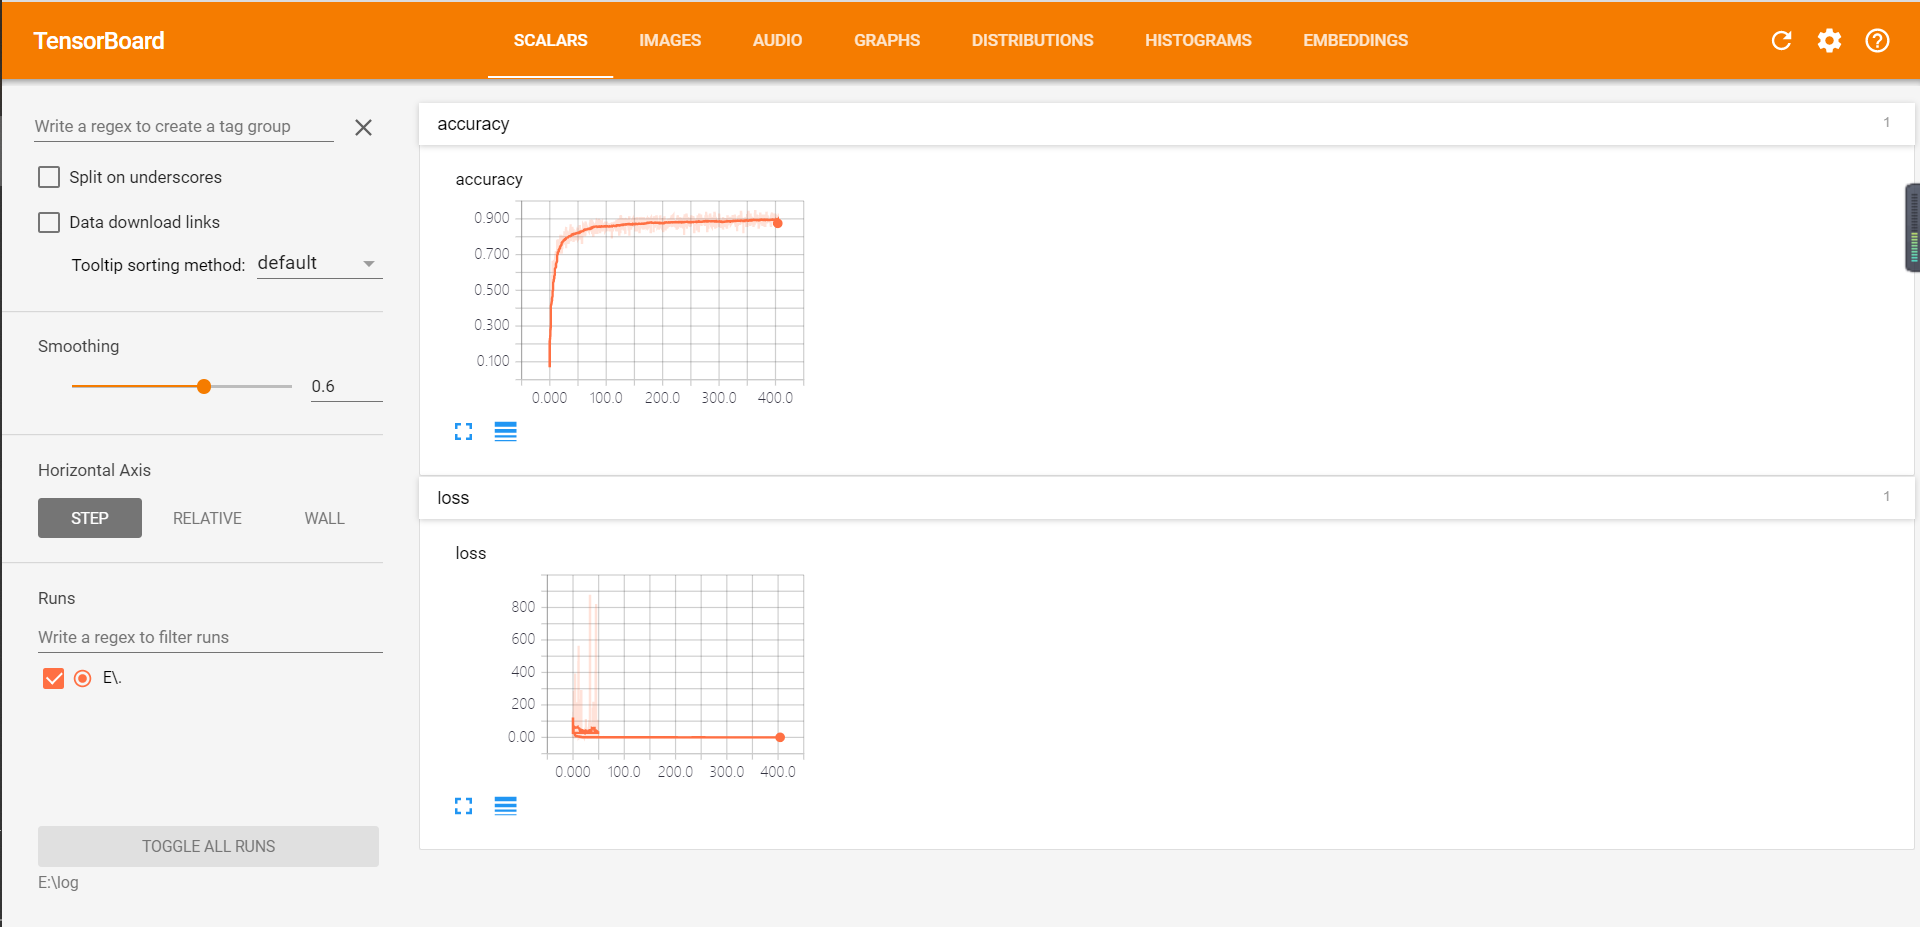 TensorBoard
SCALARS IMAGES AUDIO GRAPHS DISTRIBUTIONS HISTOGRAMS EMBEDDINGS
Write a regex to create a tag group
Split on underscores
Data download links
Tooltip sorting method: default
Smoothing
0.6
Horizontal Axis
STEP RELATIVE WALL
Runs
Write a regex to filter runs
E\.
TOGGLE ALL RUNS
E:\log
accuracy 1
accuracy
0.900
0.700
0.500
0.300
0.100
0.000 100.0 200.0 300.0 400.0
loss 1
loss
800
600
400
200
0.00
0.000 100.0 200.0 300.0 400.0